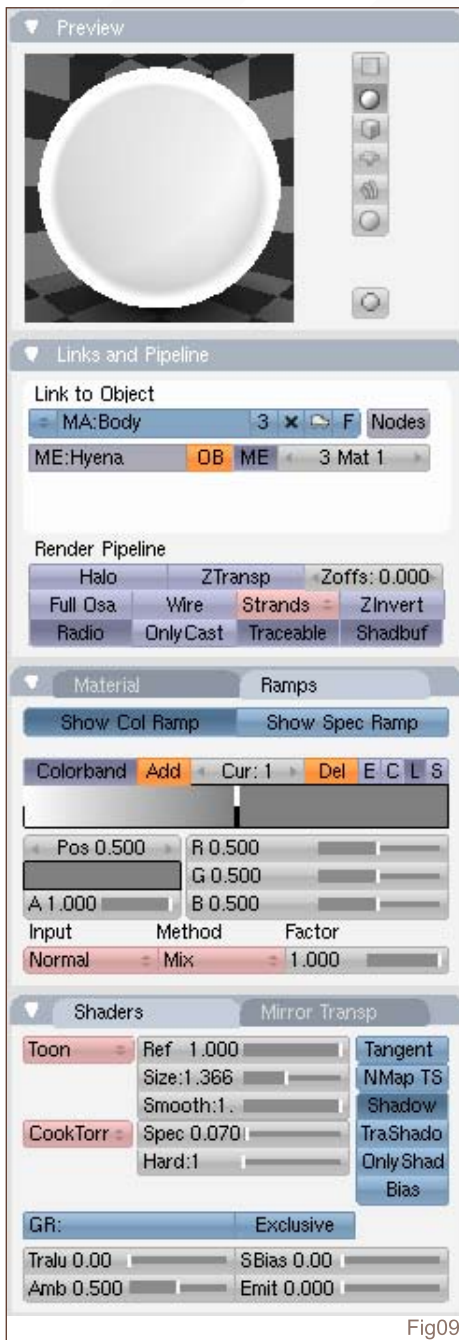 Preview
Links and Pipeline
Link to Object
MA:Body 3 F Nodes
ME:Hyena OB ME 3 Mat 1
Render Pipeline
Halo ZTransp Zoffs: 0.000
Full Osa Wire Strands ZInvert
Radio OnlyCast Traceable Shadbuf
Material Ramps
Show Col Ramp Show Spec Ramp
Colorband Add Cur: 1 Del E C L S
Pos 0.500 R 0.500
G 0.500
A 1.000 B 0.500
Input Method Factor
Normal Mix 1.000
Shaders Mirror Transp
Toon Ref 1.000 Tangent
Size:1.366 NMap TS
Smooth:1. Shadow
CookTorr Spec 0.070 TraShado
Hard:1 OnlyShad
Bias
GR: Exclusive
Tralu 0.00 SBias 0.00
Amb 0.500 Emit 0.000
Fig09